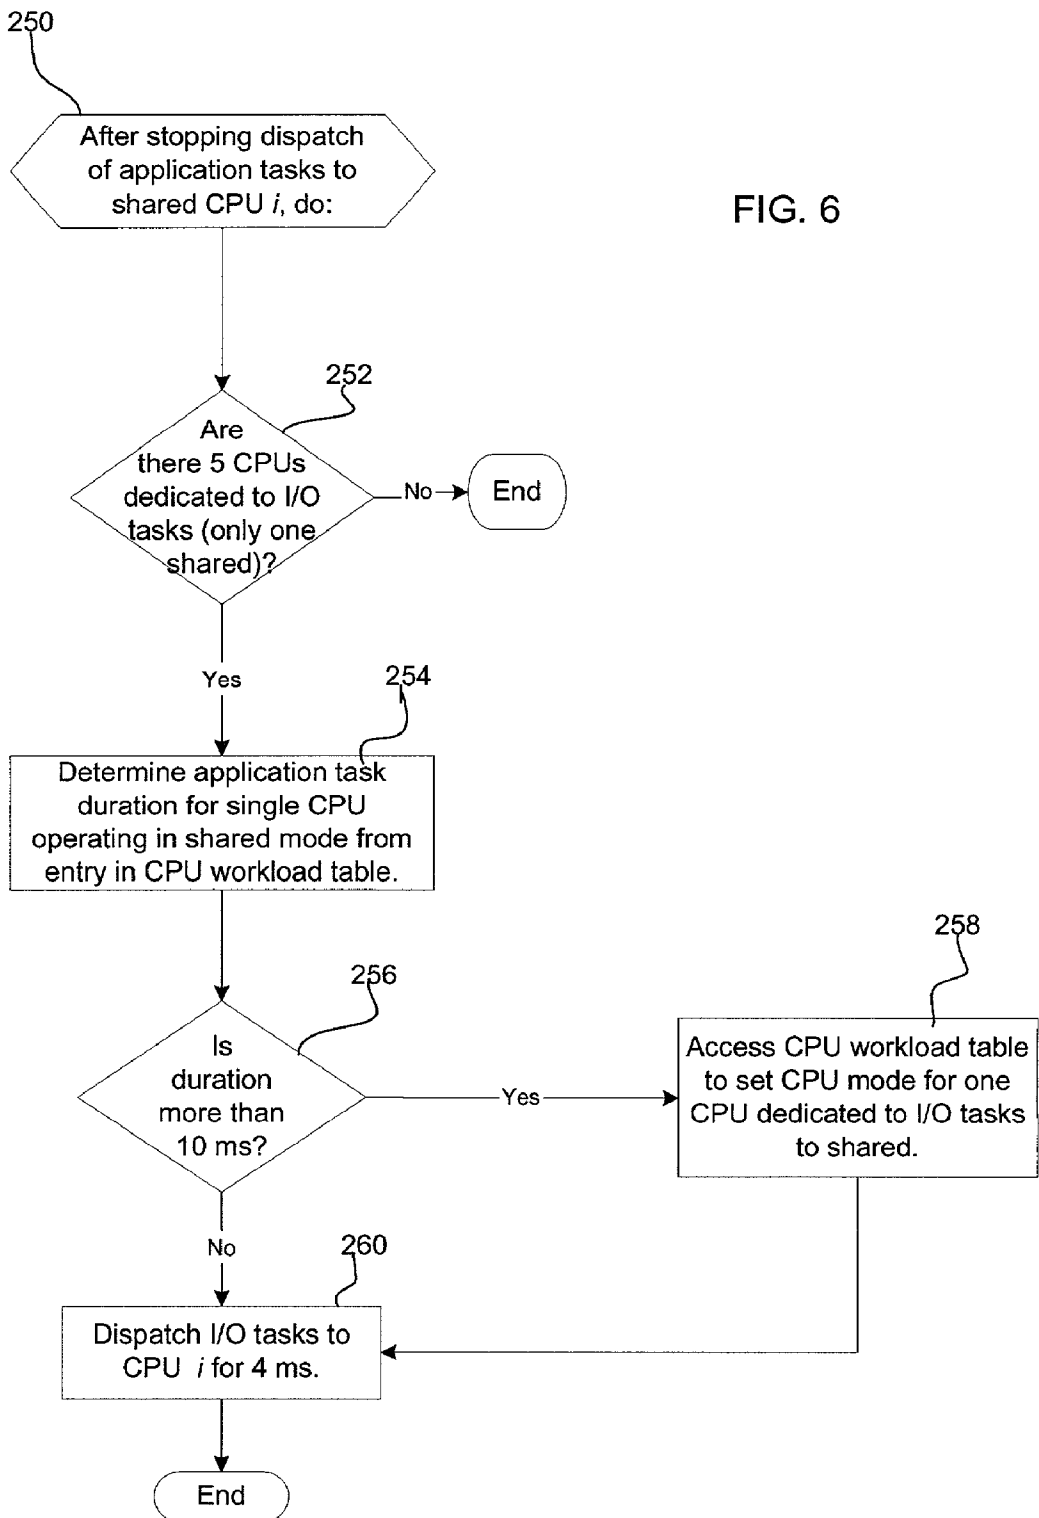 250
After stopping dispatch
of application tasks to
shared CPU i, do:
FIG. 6
252
Are
there 5 CPUs
dedicated to I/O
tasks (only one
shared)?
No
End
Yes
254
Determine application task
duration for single CPU
operating in shared mode from
entry in CPU workload table.
256
Is
duration
more than
10 ms?
Yes
258
Access CPU workload table
to set CPU mode for one
CPU dedicated to I/O tasks
to shared.
No
260
Dispatch I/O tasks to
CPU i for 4 ms.
End